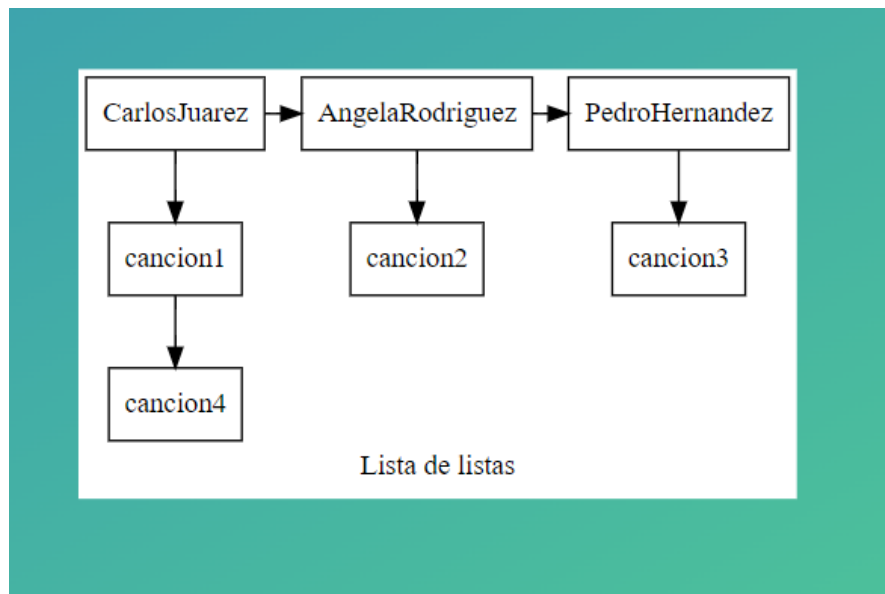 CarlosJuarez AngelaRodriguez PedroHernandez
cancion1 cancion2 cancion3
cancion4
Lista de listas